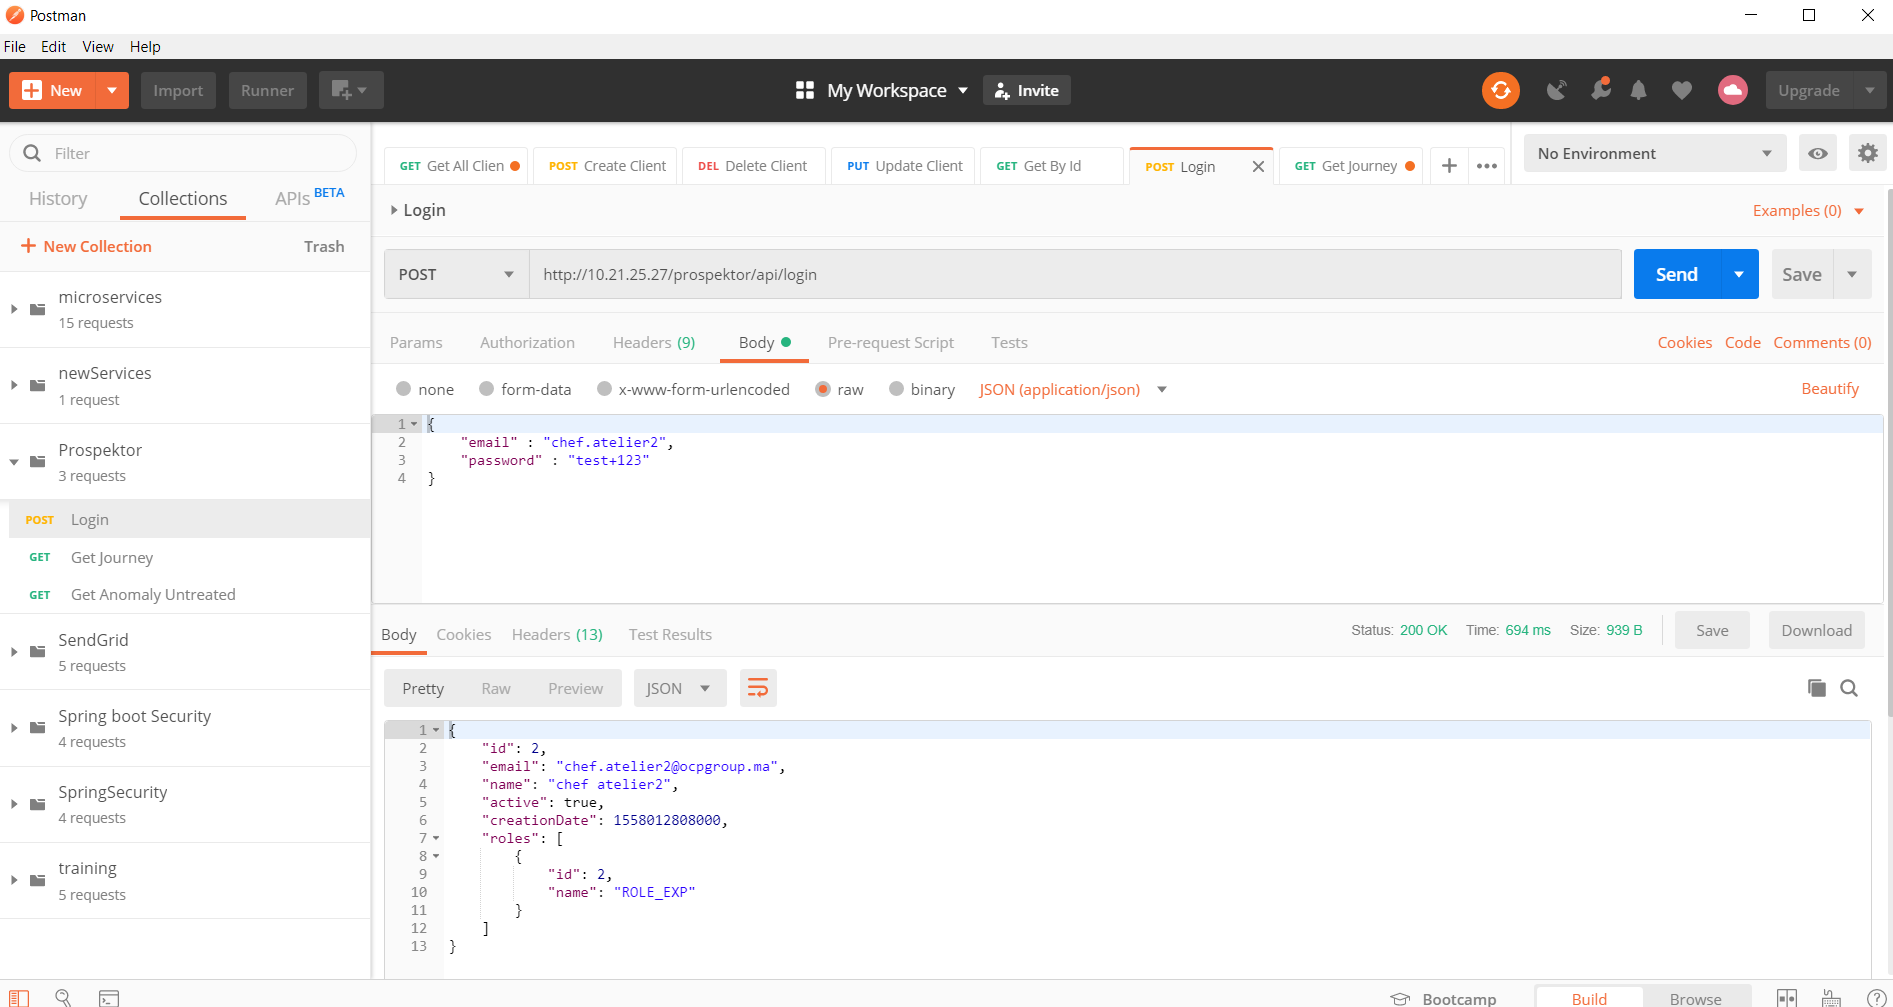 Postman
File Edit View Help
New Import Runner My Workspace Invite Upgrade
Filter
History Collections APIs BETA
New Collection Trash
microservices
15 requests
newServices
1 request
Prospektor
3 requests
POST Login
GET Get Journey
GET Get Anomaly Untreated
SendGrid
5 requests
Spring boot Security
4 requests
SpringSecurity
4 requests
training
5 requests
GET Get All Clien POST Create Client DEL Delete Client PUT Update Client GET Get By Id POST Login GET Get Journey No Environment
Login Examples (0)
POST http://10.21.25.27/prospektor/api/login Send Save
Params Authorization Headers (9) Body Pre-request Script Tests Cookies Code Comments (0)
none form-data x-www-form-urlencoded raw binary JSON (application/json) Beautify
1 {
2 "email" : "chef.atelier2",
3 "password" : "test+123"
4 }
Body Cookies Headers (13) Test Results Status: 200 OK Time: 694 ms Size: 939 B Save Download
Pretty Raw Preview JSON
1 {
2 "id": 2,
3 "email": "chef.atelier2@ocpgroup.ma",
4 "name": "chef atelier2",
5 "active": true,
6 "creationDate": 1558012808000,
7 "roles": [
8 {
9 "id": 2,
10 "name": "ROLE_EXP"
11 }
12 ]
13 }
Bootcamp Build Browse